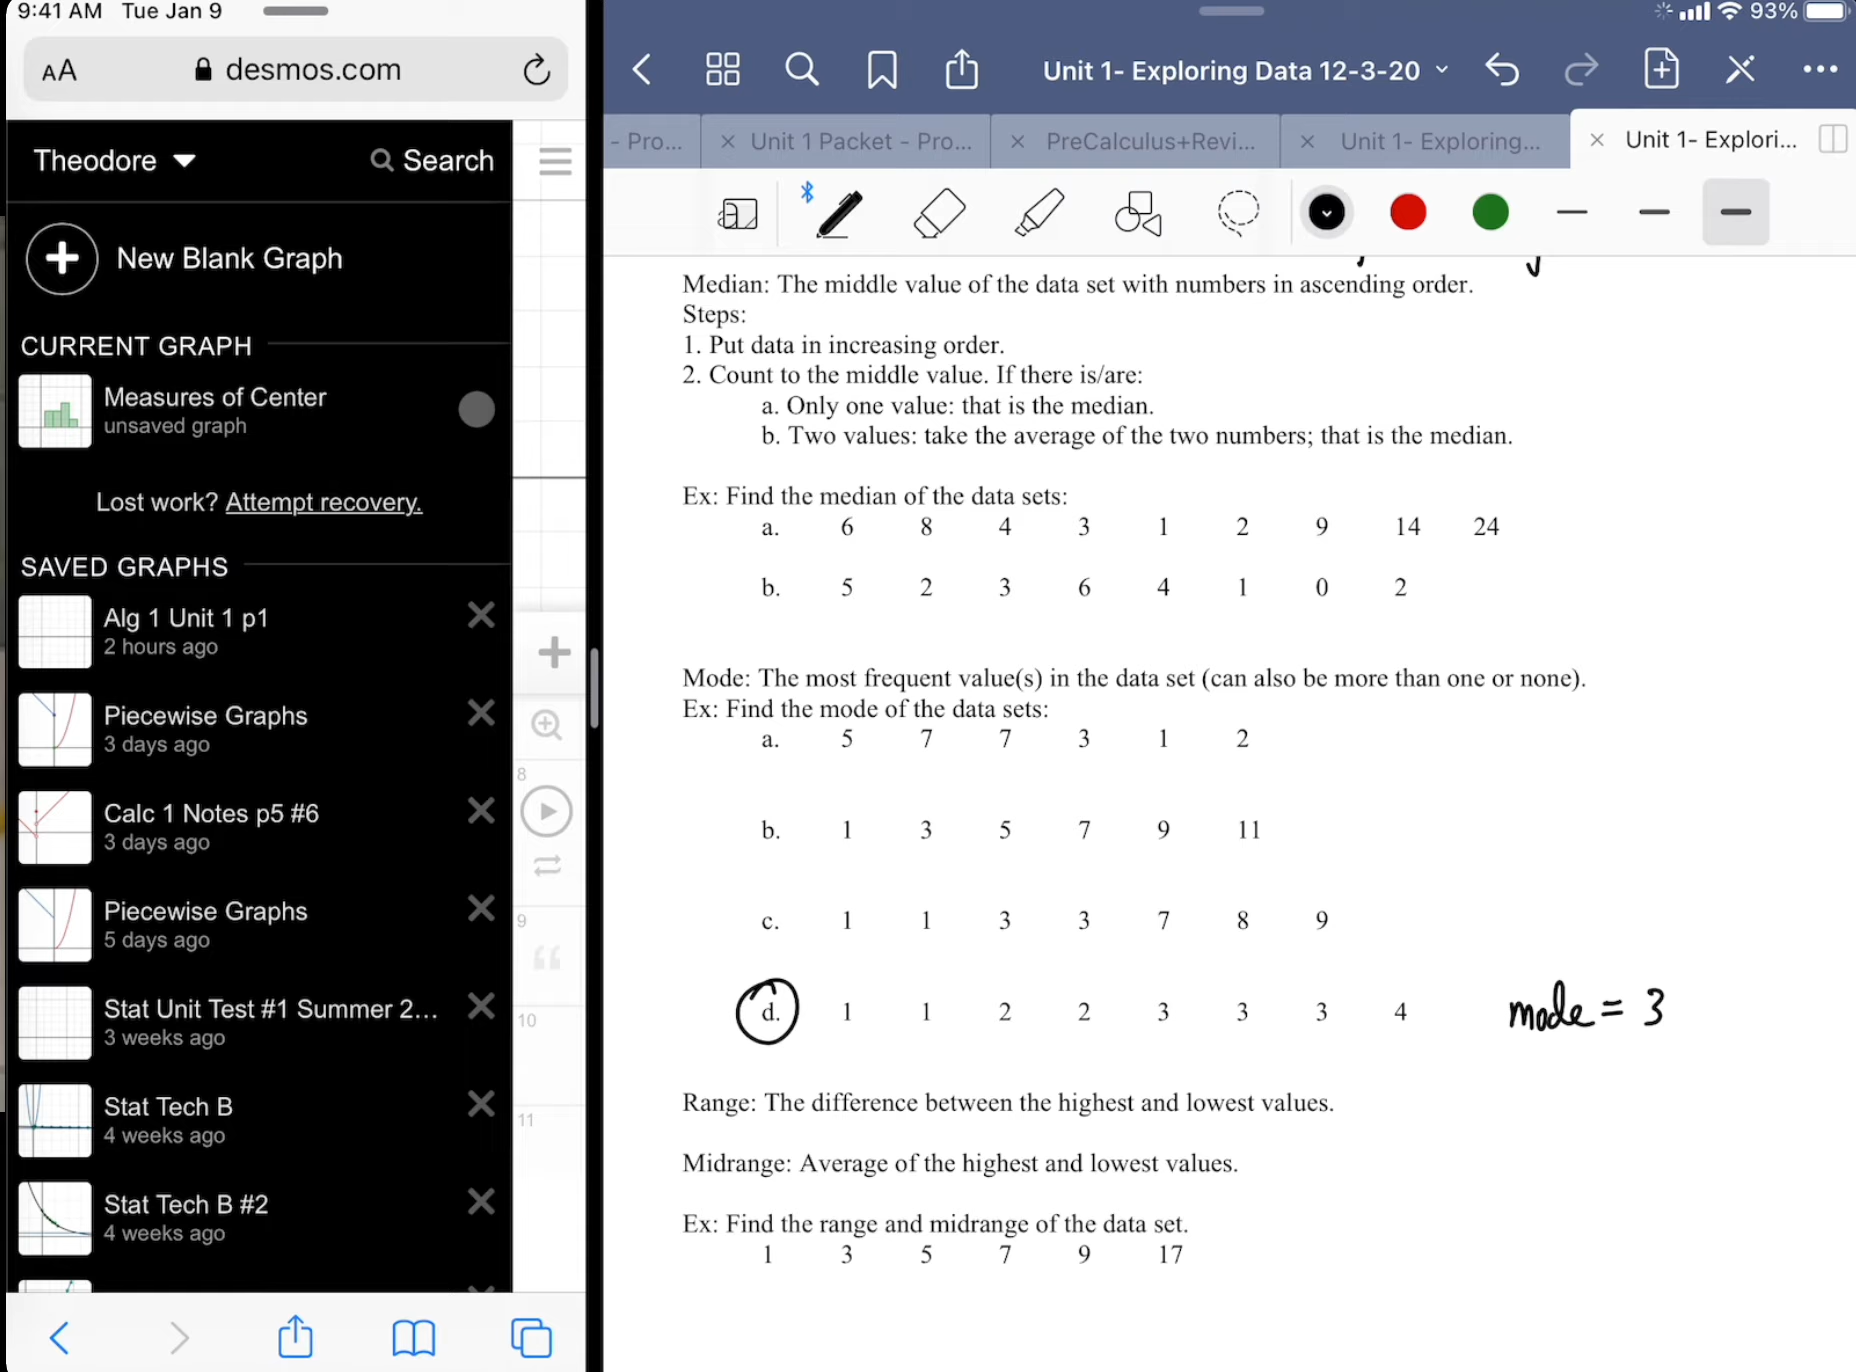 9:41 AM Tue Jan 9
AA desmos.com
Theodore Search
New Blank Graph
CURRENT GRAPH
Measures of Center
unsaved graph
Lost work? Attempt recovery.
SAVED GRAPHS
Alg 1 Unit 1 p1
2 hours ago
Piecewise Graphs
3 days ago
Calc 1 Notes p5 #6
3 days ago
Piecewise Graphs
5 days ago
Stat Unit Test #1 Summer 2...
3 weeks ago
Stat Tech B
4 weeks ago
Stat Tech B #2
4 weeks ago
8
9
10
11
93%
Unit 1- Exploring Data 12-3-20
- Pro... Unit 1 Packet - Pro... PreCalculus+Revi... Unit 1- Exploring... Unit 1- Explori...
a
Median: The middle value of the data set with numbers in ascending order.
Steps:
1. Put data in increasing order.
2. Count to the middle value. If there is/are:
a. Only one value: that is the median.
b. Two values: take the average of the two numbers; that is the median.
Ex: Find the median of the data sets:
a. 6 8 4 3 1 2 9 14 24
b. 5 2 3 6 4 1 0 2
Mode: The most frequent value(s) in the data set (can also be more than one or none).
Ex: Find the mode of the data sets:
a. 5 7 7 3 1 2
b. 1 3 5 7 9 11
c. 1 1 3 3 7 8 9
d. 1 1 2 2 3 3 3 4 mode = 3
Range: The difference between the highest and lowest values.
Midrange: Average of the highest and lowest values.
Ex: Find the range and midrange of the data set.
1 3 5 7 9 17